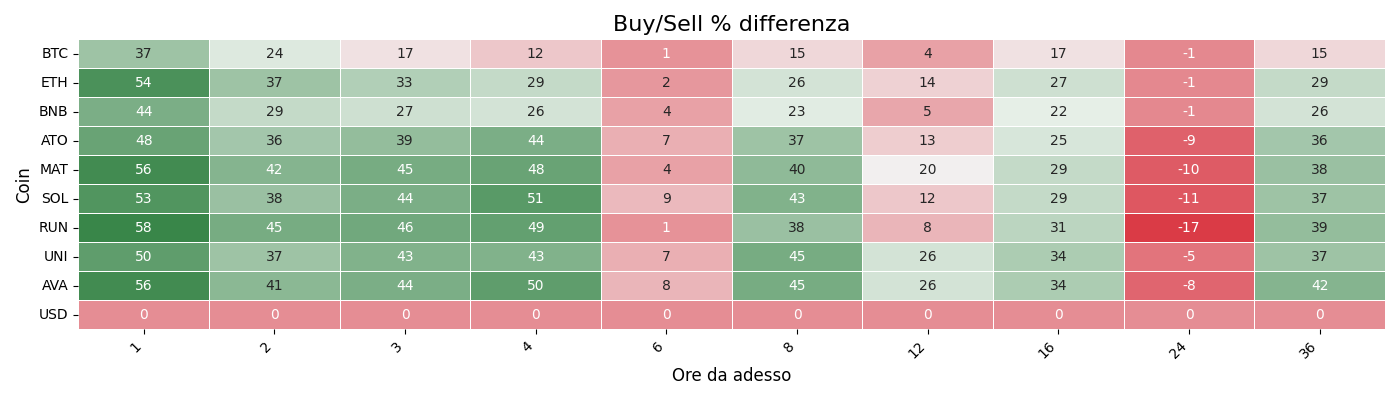 Buy/Sell % differenza
Coin
BTC 37 24 17 12 1 15 4 17 -1 15
ETH 54 37 33 29 2 26 14 27 -1 29
BNB 44 29 27 26 4 23 5 22 -1 26
ATO 48 36 39 44 7 37 13 25 -9 36
MAT 56 42 45 48 4 40 20 29 -10 38
SOL 53 38 44 51 9 43 12 29 -11 37
RUN 58 45 46 49 1 38 8 31 -17 39
UNI 50 37 43 43 7 45 26 34 -5 37
AVA 56 41 44 50 8 45 26 34 -8 42
USD 0 0 0 0 0 0 0 0 0 0
1 2 3 4 6 8 12 16 24 36
Ore da adesso